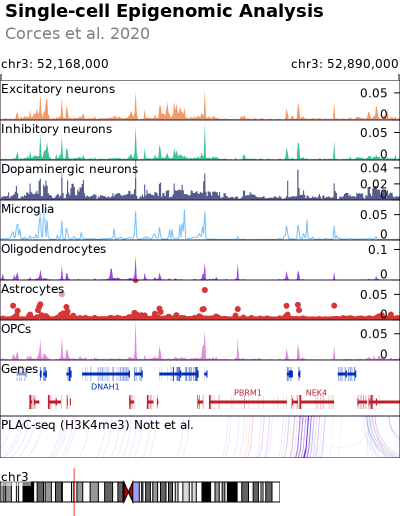 Single-cell Epigenomic Analysis
Corces et al. 2020
chr3: 52,168,000 chr3: 52,890,000
Excitatory neurons 0.05
0
Inhibitory neurons 0.05
0
Dopaminergic neurons 0.04
0.02
0
Microglia 0.05
0
Oligodendrocytes 0.1
0
Astrocytes 0.05
0
OPCs 0.05
0
Genes
DNAH1
PBRM1 NEK4
PLAC-seq (H3K4me3) Nott et al.
chr3